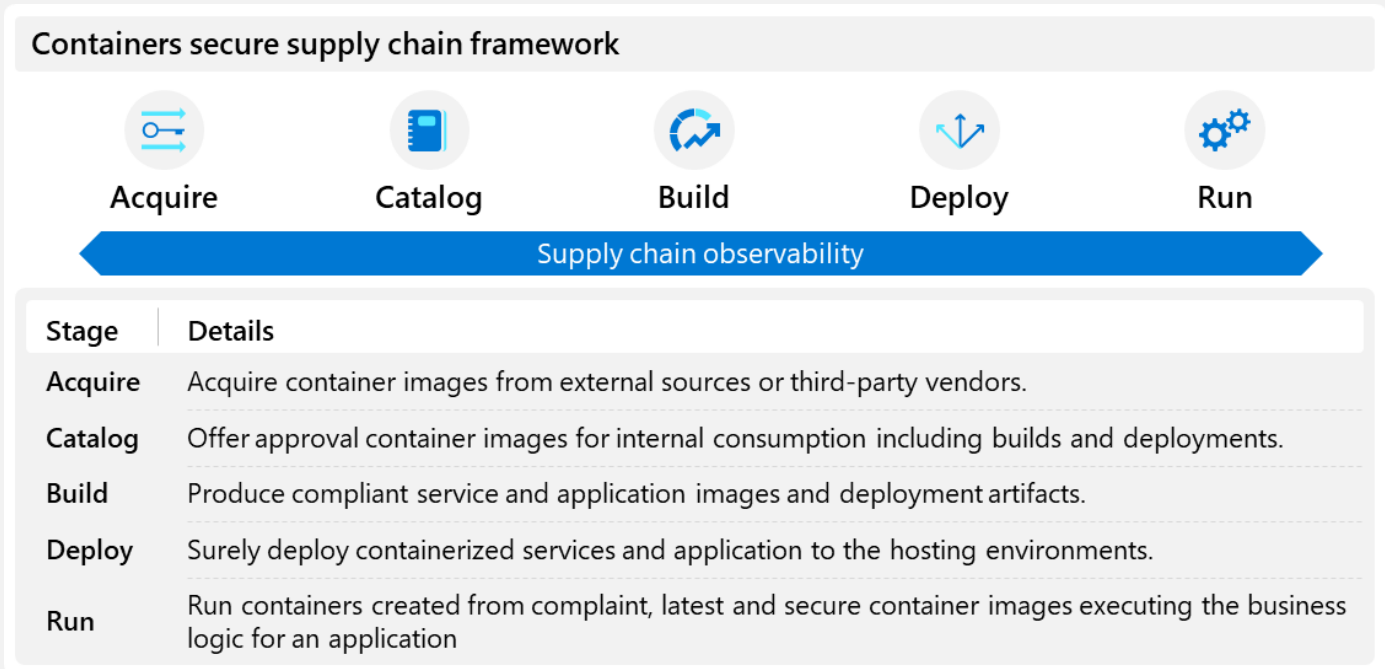 Containers secure supply chain framework
Acquire
Catalog
Build
Deploy
Run
Supply chain observability
Stage Details
Acquire Acquire container images from external sources or third-party vendors.
Catalog Offer approval container images for internal consumption including builds and deployments.
Build Produce compliant service and application images and deployment artifacts.
Deploy Surely deploy containerized services and application to the hosting environments.
Run Run containers created from complaint, latest and secure container images executing the business
logic for an application